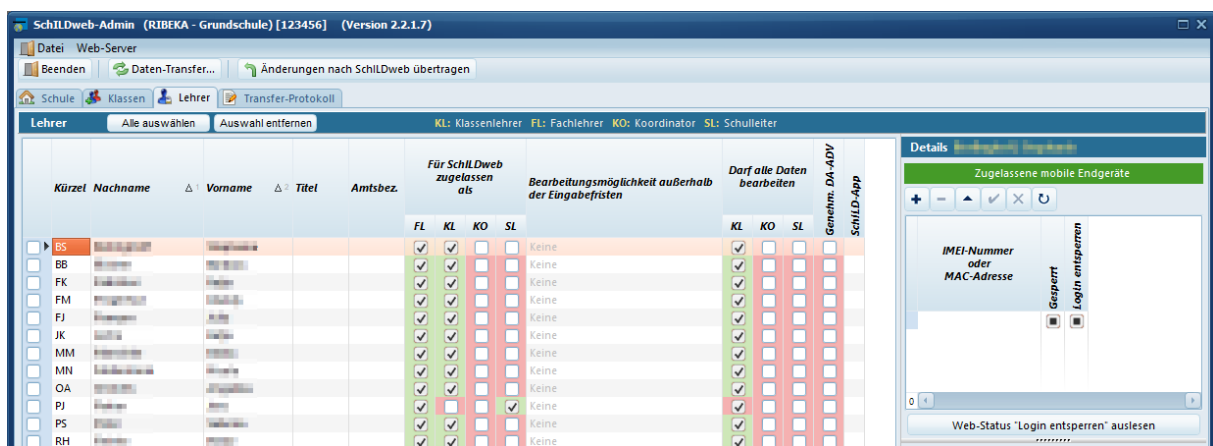 SchILDweb-Admin (RIBEKA - Grundschule) [123456] (Version 2.2.1.7)
Datei Web-Server
Beenden Daten-Transfer... Änderungen nach SchILDweb übertragen
Schule Klassen Lehrer Transfer-Protokoll
Lehrer Alle auswählen Auswahl entfernen KL: Klassenlehrer FL: Fachlehrer KO: Koordinator SL: Schulleiter
Kürzel Nachname 1 Vorname 2 Titel Amtsbez.
Für SchILDweb
zugelassen
als
FL KL KO SL
Bearbeitungsmöglichkeit außerhalb
der Eingabefristen
Darf alle Daten
bearbeiten
KL KO SL
Genehm. DA-ADV
SchILD-App
BS Keine
BB Keine
FK Keine
FM Keine
FJ Keine
JK Keine
MM Keine
MN Keine
OA Keine
PJ Keine
PS Keine
RH Keine
Details
Zugelassene mobile Endgeräte
IMEI-Nummer
oder
MAC-Adresse
Gesperrt
Login entsperren
0
Web-Status "Login entsperren" auslesen